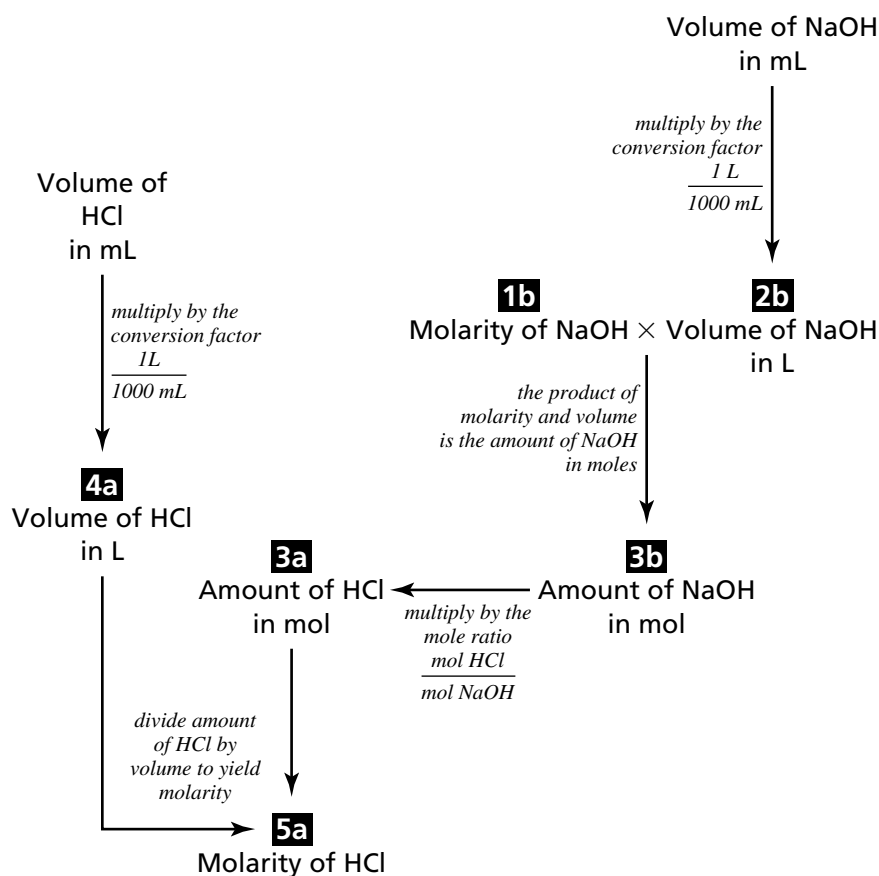 Volume of NaOH
in mL
multiply by the
conversion factor
1 L
1000 mL
Volume of
HCl
in mL
multiply by the
conversion factor
1L
1000 mL
1b
2b
Molarity of NaOH × Volume of NaOH
in L
the product of
molarity and volume
is the amount of NaOH
in moles
4a
Volume of HCl
in L
3a
Amount of HCl
in mol
3b
Amount of NaOH
in mol
multiply by the
mole ratio
mol HCl
mol NaOH
divide amount
of HCl by
volume to yield
molarity
5a
Molarity of HCl